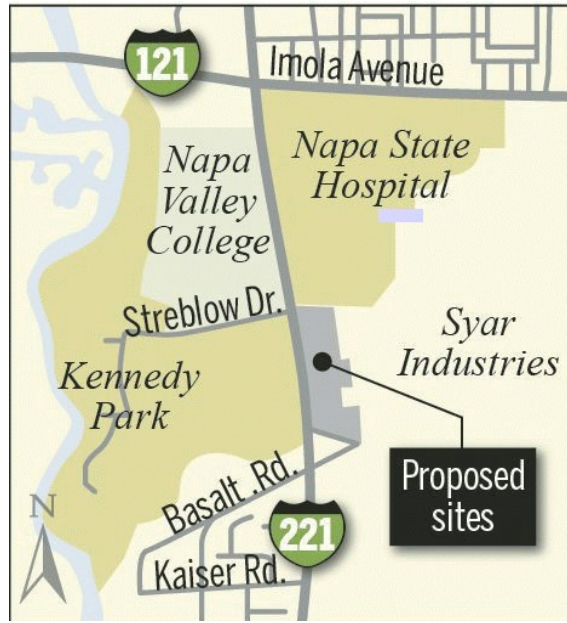 121
Imola Avenue
Napa
Valley
College
Napa State
Hospital
Streblow Dr.
Syar
Industries
Kennedy
Park
Proposed
sites
Basalt .Rd.
N
221
Kaiser Rd.